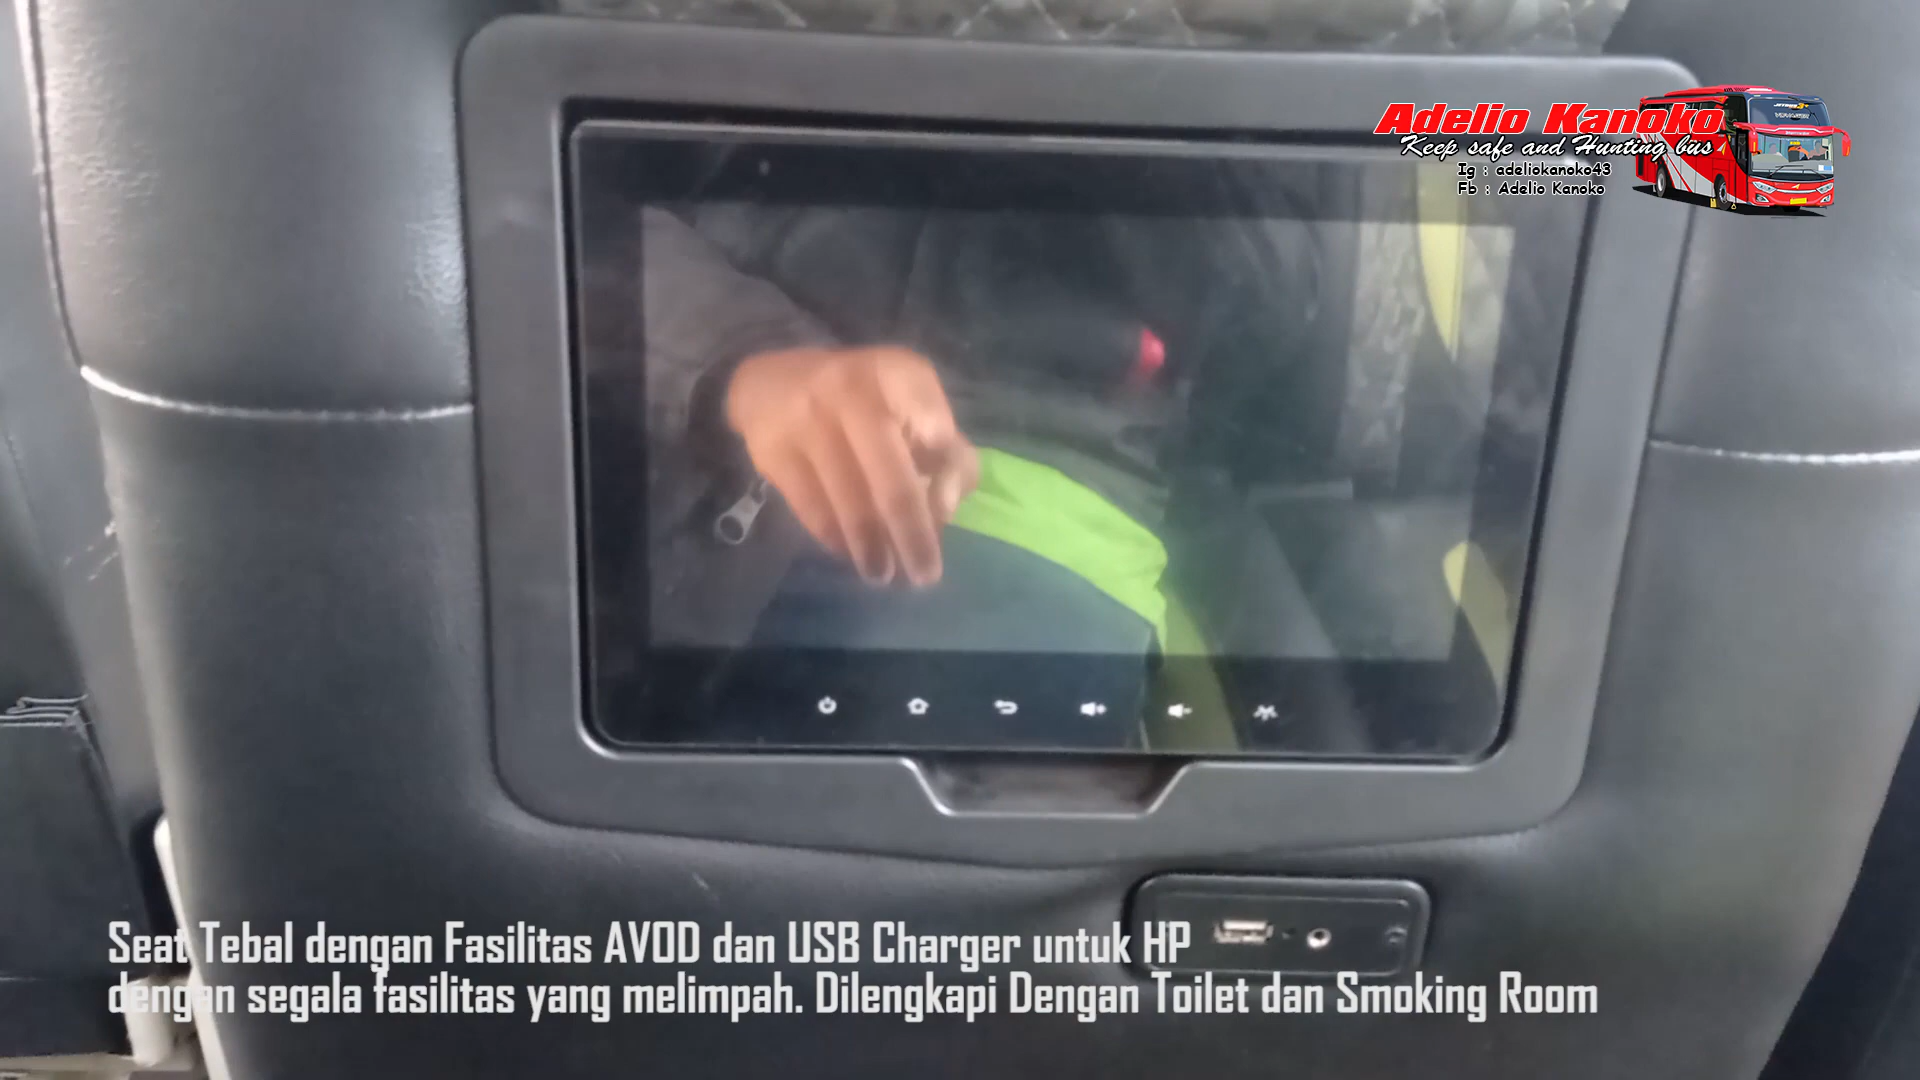 Adelio Kanoko
Keep safe and Hunting bus
Ig : adeliokanoko43
Fb : Adelio Kanoko
Seat Tebal dengan Fasilitas AVOD dan USB Charger untuk HP
dengan segala fasilitas yang melimpah. Dilengkapi Dengan Toilet dan Smoking Room